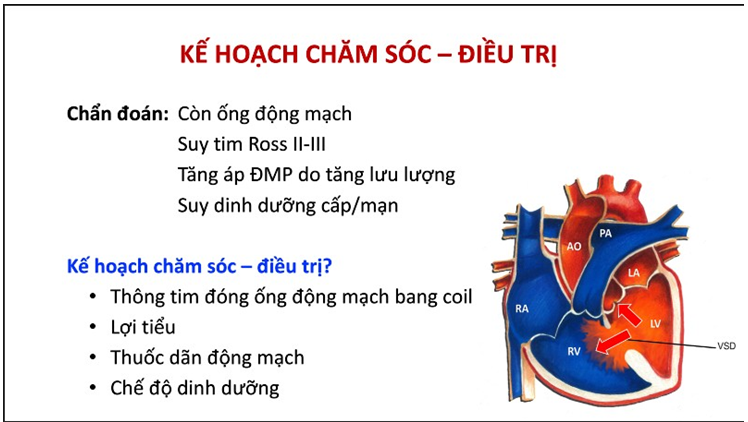 KẾ HOẠCH CHĂM SÓC – ĐIỀU TRỊ
Chẩn đoán: Còn ống động mạch
Suy tim Ross II-III
Tăng áp ĐMP do tăng lưu lượng
Suy dinh dưỡng cấp/mạn
Kế hoạch chăm sóc – điều trị?
• Thông tim đóng ống động mạch bang coil
• Lợi tiểu
• Thuốc dãn động mạch
• Chế độ dinh dưỡng
AO
PA
LA
RA
LV
RV
VSD